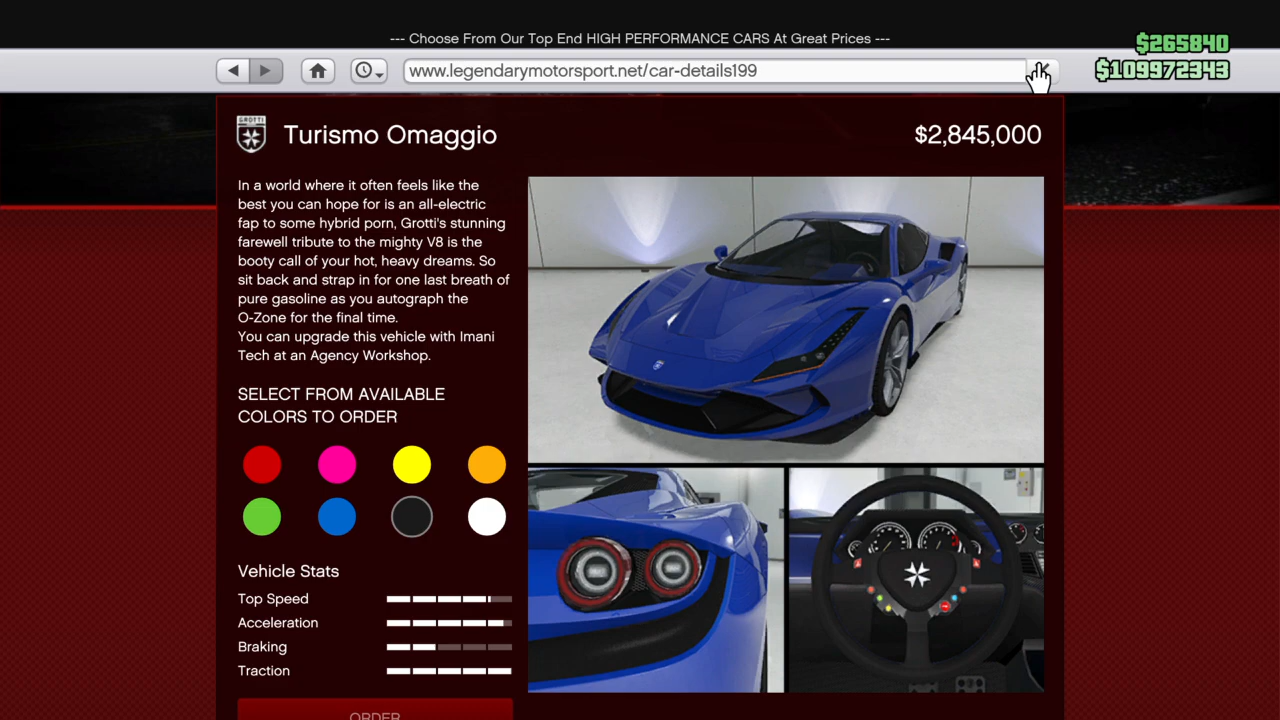 --- Choose From Our Top End HIGH PERFORMANCE CARS At Great Prices ---
$265840
www.legendarymotorsport.net/car-details199
$109972343
GROTTI
Turismo Omaggio
$2,845,000
In a world where it often feels like the
best you can hope for is an all-electric
fap to some hybrid porn, Grotti's stunning
farewell tribute to the mighty V8 is the
booty call of your hot, heavy dreams. So
sit back and strap in for one last breath of
pure gasoline as you autograph the
O-Zone for the final time.
You can upgrade this vehicle with Imani
Tech at an Agency Workshop.
SELECT FROM AVAILABLE
COLORS TO ORDER
Vehicle Stats
Top Speed
Acceleration
Braking
Traction
ORDER